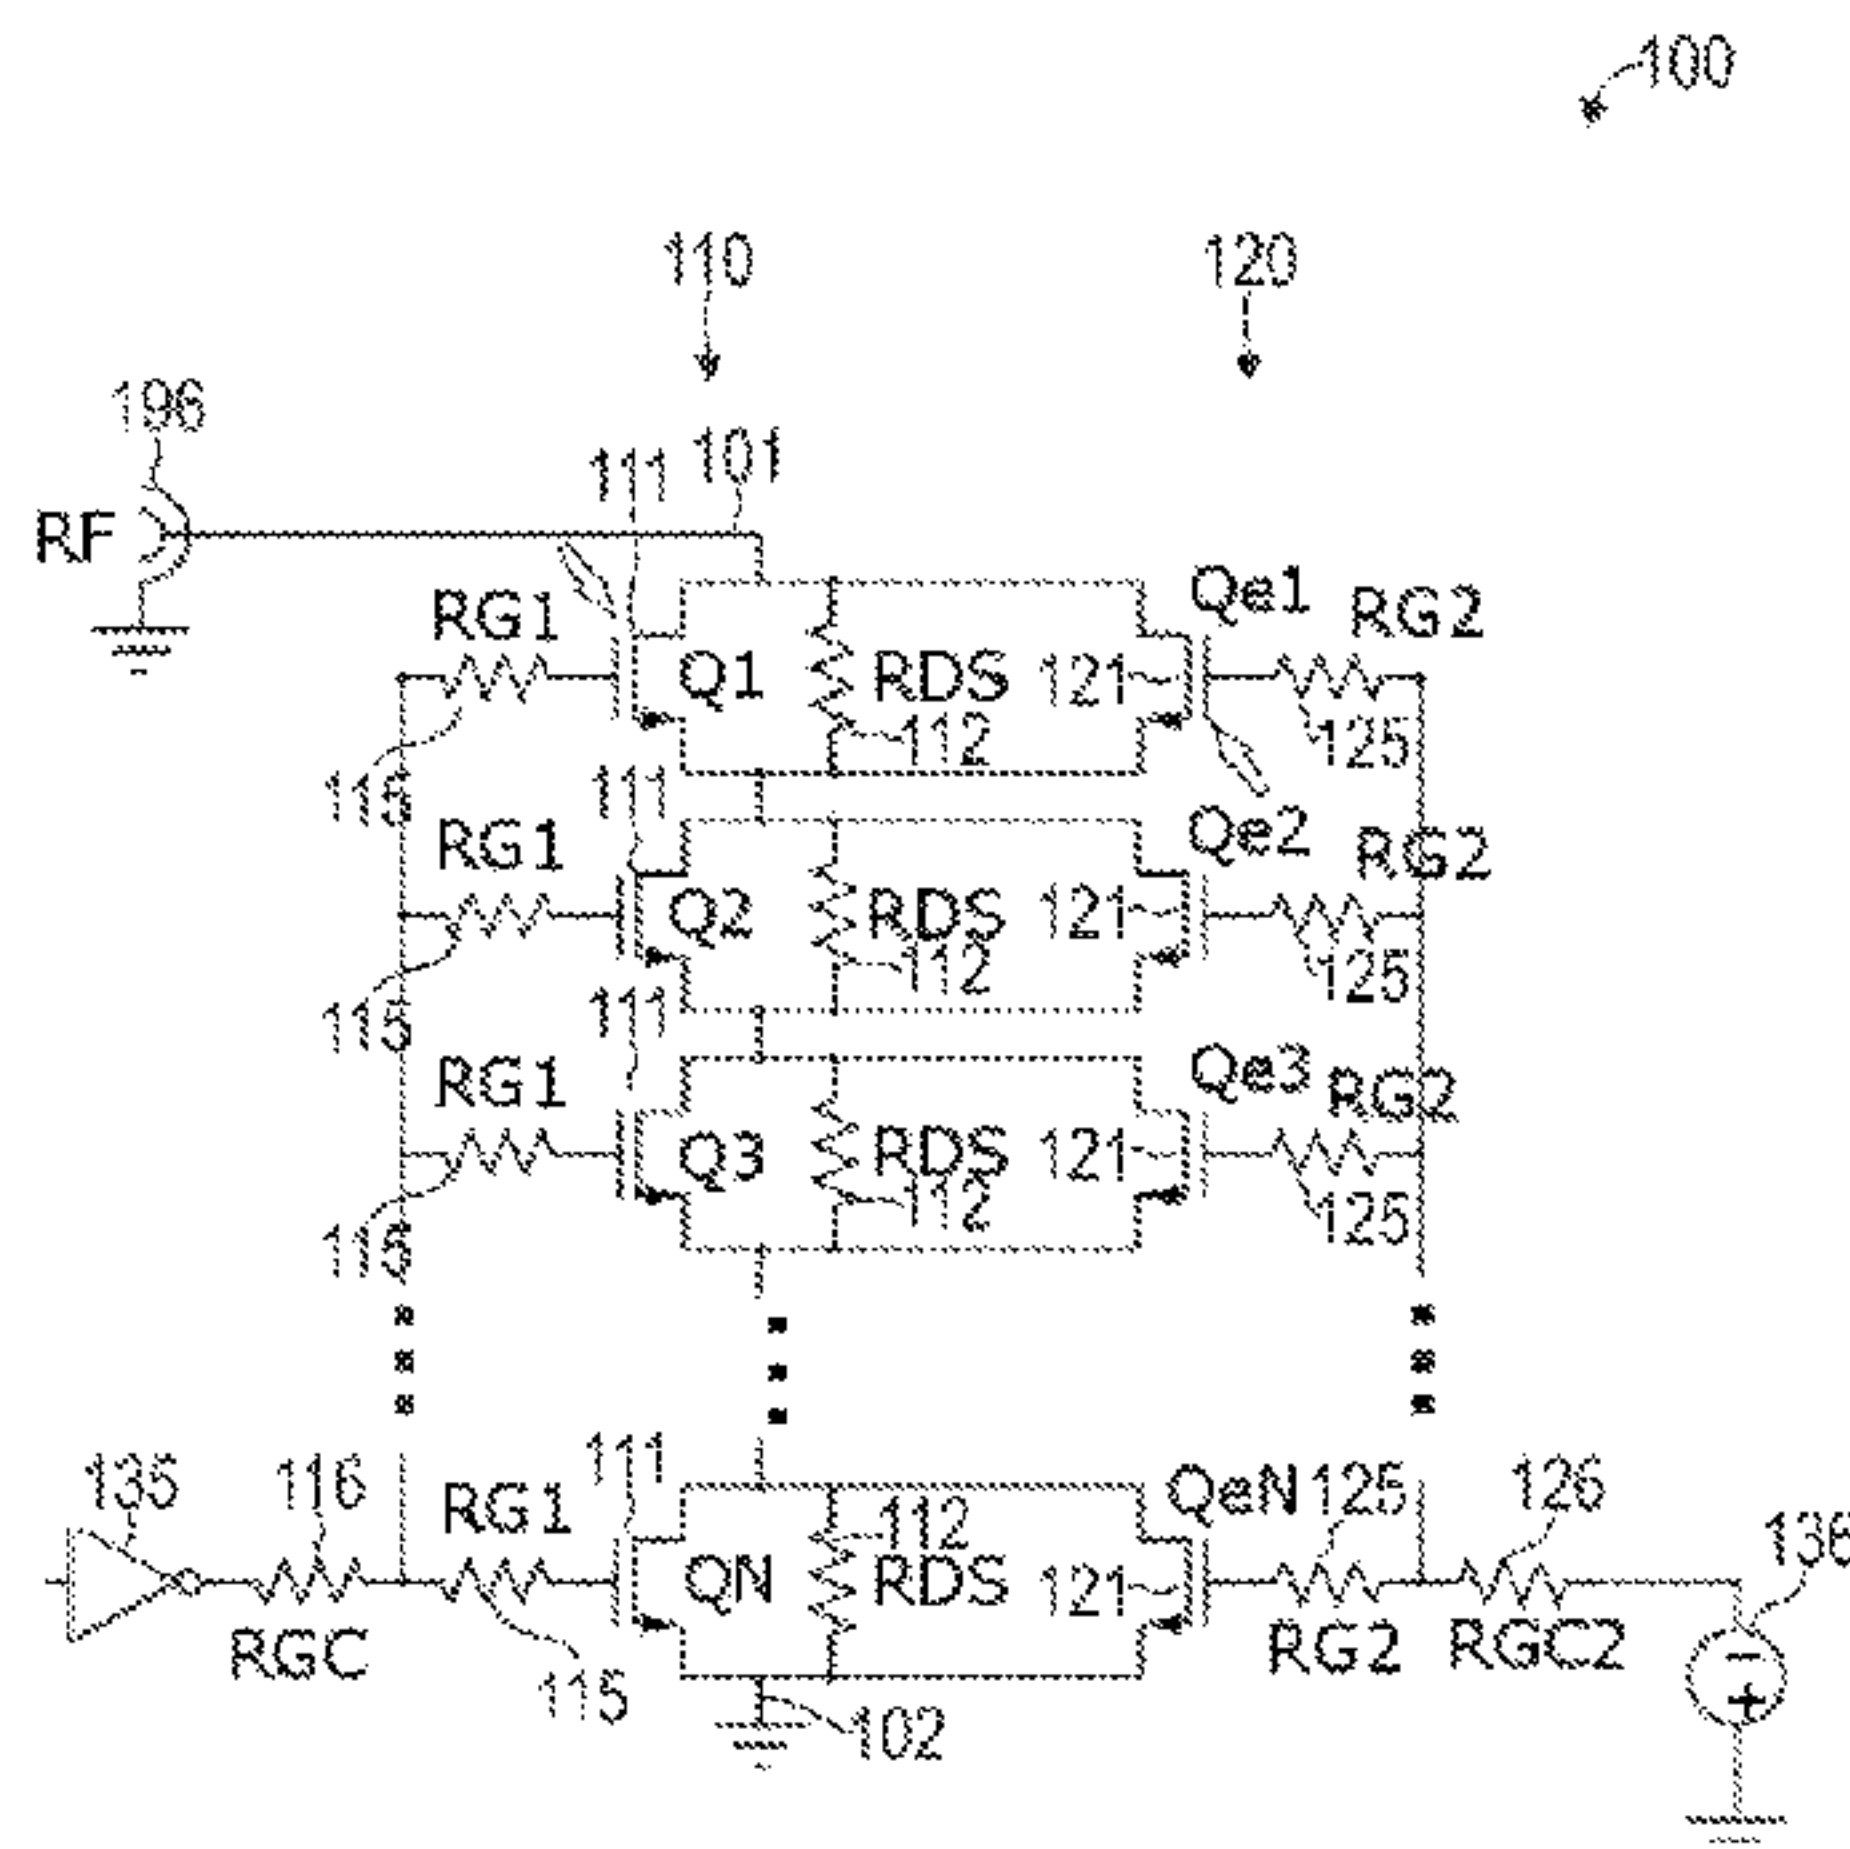 100
110 120
196
111 101
RF
RG1 Qe1 RG2
Q1 RDS 121
112 125
115 111
RG1 Qe2 RG2
Q2 RDS 121
112 125
115 111
RG1 Qe3 RG2
Q3 RDS 121
112 125
115
135 116 RG1 111 112 QeN 125 126 136
QN RDS 121
RGC RG2 RGC2
115
102